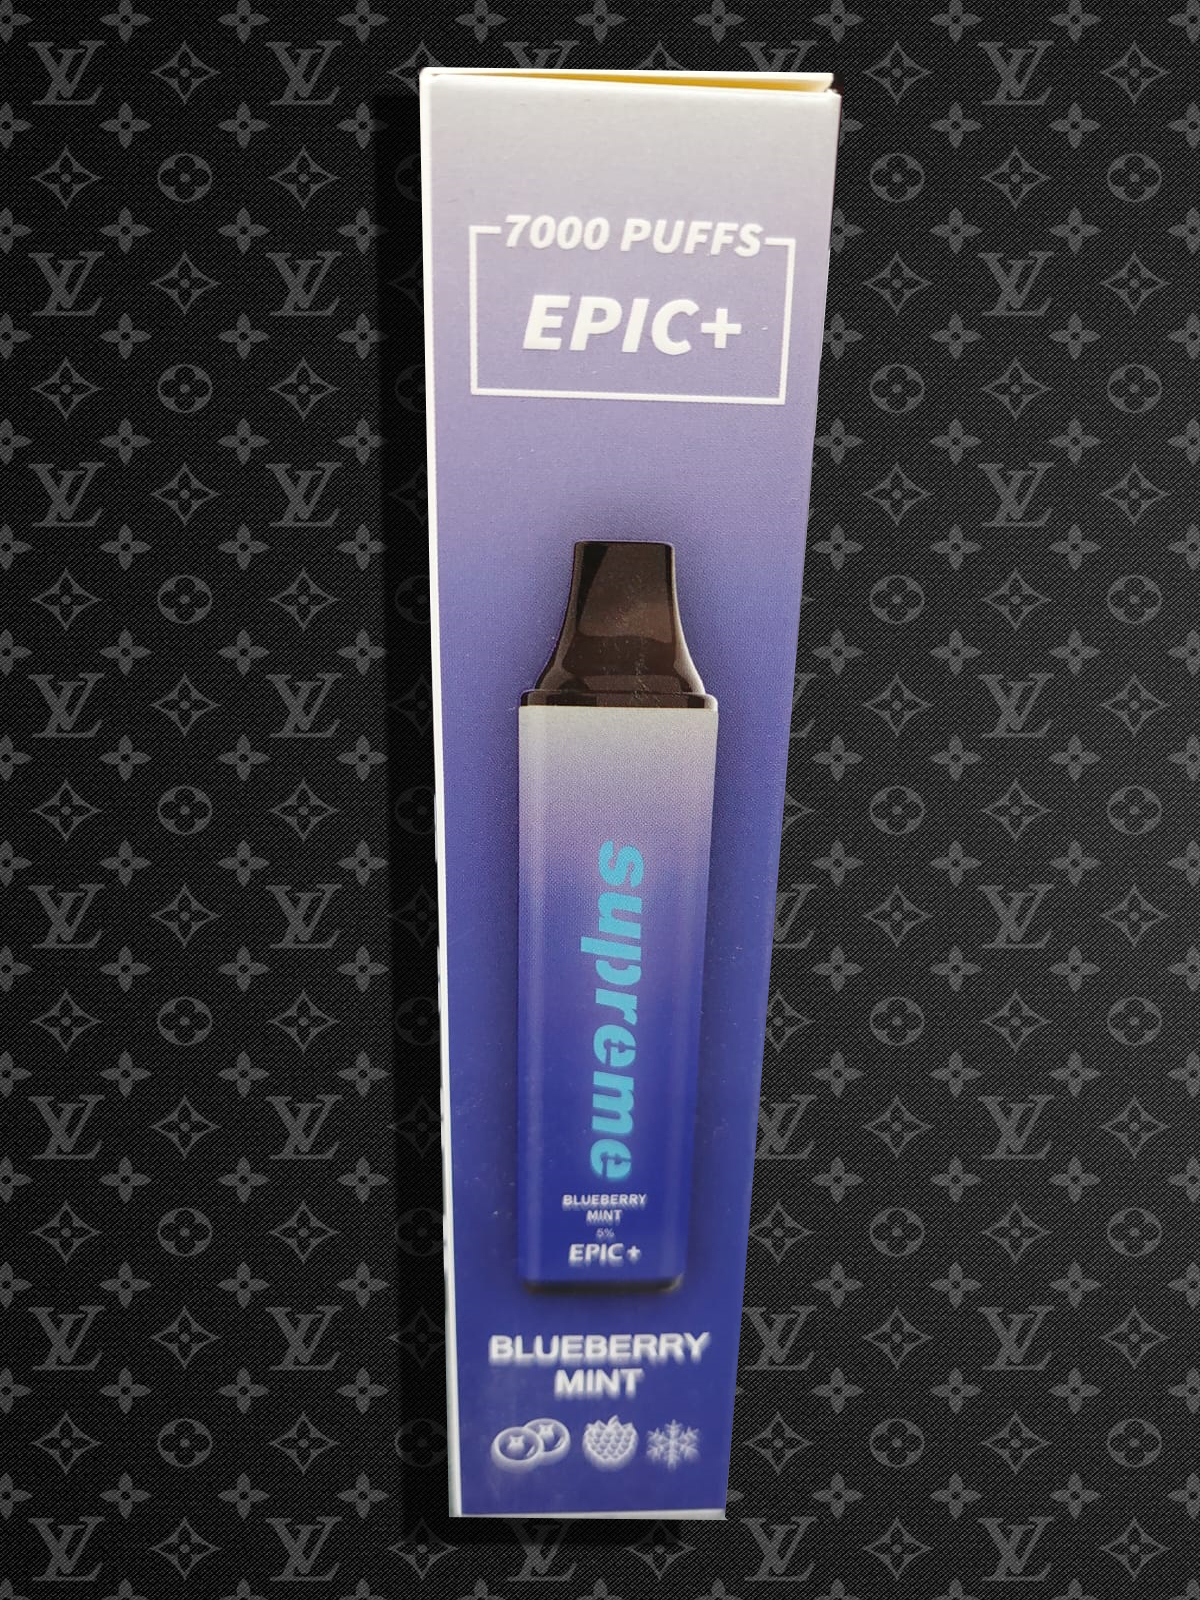 7000 PUFFS
EPIC+
supreme
BLUEBERRY
MINT
5%
EPIC+
BLUEBERRY
MINT